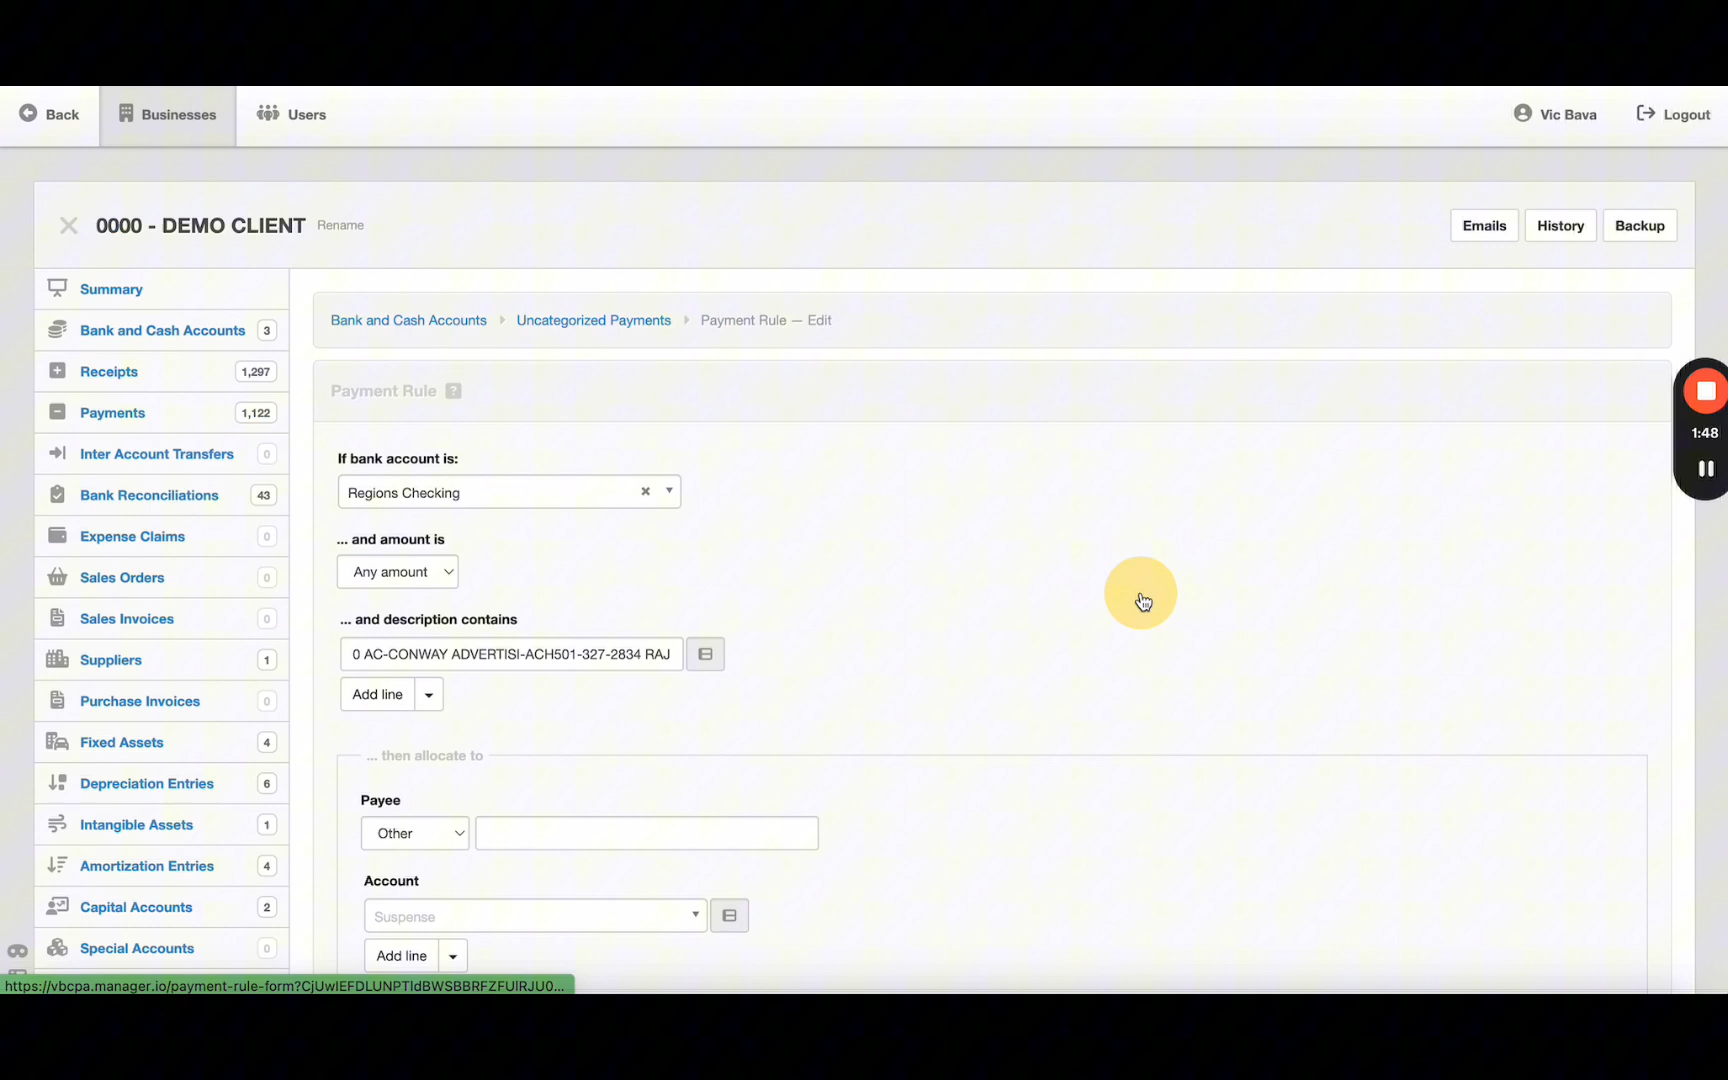 Back
Businesses
Users
Vic Bava
Logout
0000 - DEMO CLIENT
Rename
Emails
History
Backup
Summary
Bank and Cash Accounts 3
Receipts 1,297
Payments 1,122
Inter Account Transfers 0
Bank Reconciliations 43
Expense Claims 0
Sales Orders 0
Sales Invoices 0
Suppliers 1
Purchase Invoices 0
Fixed Assets 4
Depreciation Entries 6
Intangible Assets 1
Amortization Entries 4
Capital Accounts 2
Special Accounts 0
Bank and Cash Accounts
Uncategorized Payments
Payment Rule — Edit
Payment Rule ?
If bank account is:
Regions Checking
... and amount is
Any amount
... and description contains
0 AC-CONWAY ADVERTISI-ACH501-327-2834 RAJ
Add line
... then allocate to
Payee
Other
Account
Suspense
Add line
1:48
https://vbcpa.manager.io/payment-rule-form?CjUwIEFDLUNPTldBWSBBRFZFUlRJU0...